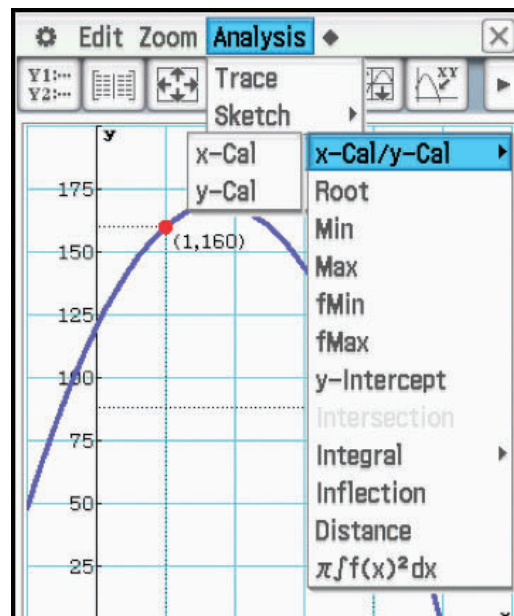 Edit Zoom Analysis
Y1:⋯
Y2:⋯
XY
Trace
Sketch
x-Cal
y-Cal
x-Cal/y-Cal
Root
Min
Max
fMin
fMax
y-Intercept
Intersection
Integral
Inflection
Distance
π∫f(x)²dx
y
175
150
125
100
75
50
25
(1,160)